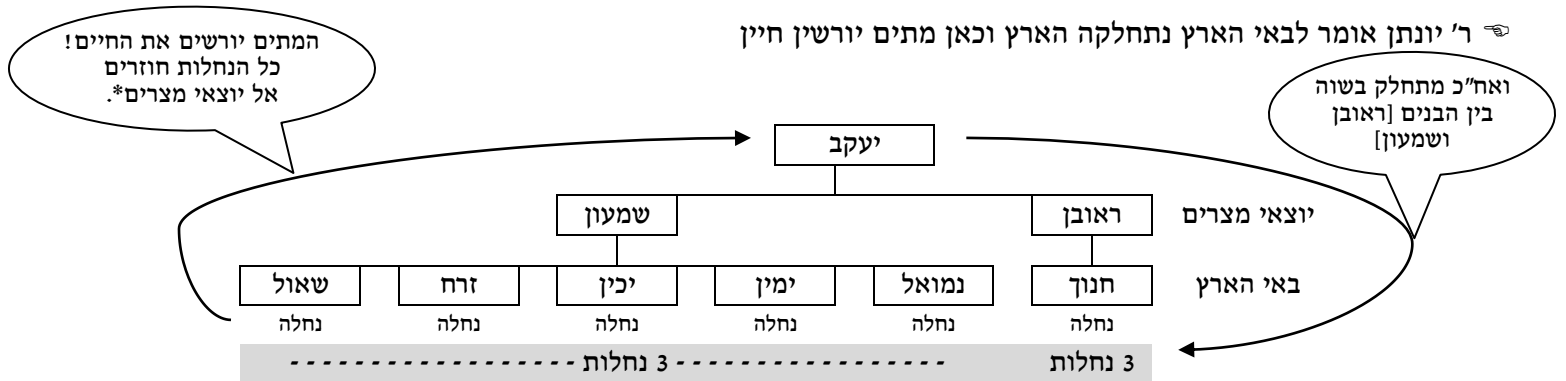 ☜ ר' יונתן אומר לבאי הארץ נתחלקה הארץ וכאן מתים יורשין חיין
המתים יורשים את החיים!
כל הנחלות חוזרים
אל יוצאי מצרים*.
ואח"כ מתחלק בשוה
בין הבנים [ראובן
ושמעון]
יעקב
יוצאי מצרים ראובן שמעון
באי הארץ חנוך נמואל ימין יכין זרח שאול
נחלה נחלה נחלה נחלה נחלה נחלה
3 נחלות - - - - - - - - - - - - - - - - - 3 נחלות - - - - - - - - - - - - - - - - - -